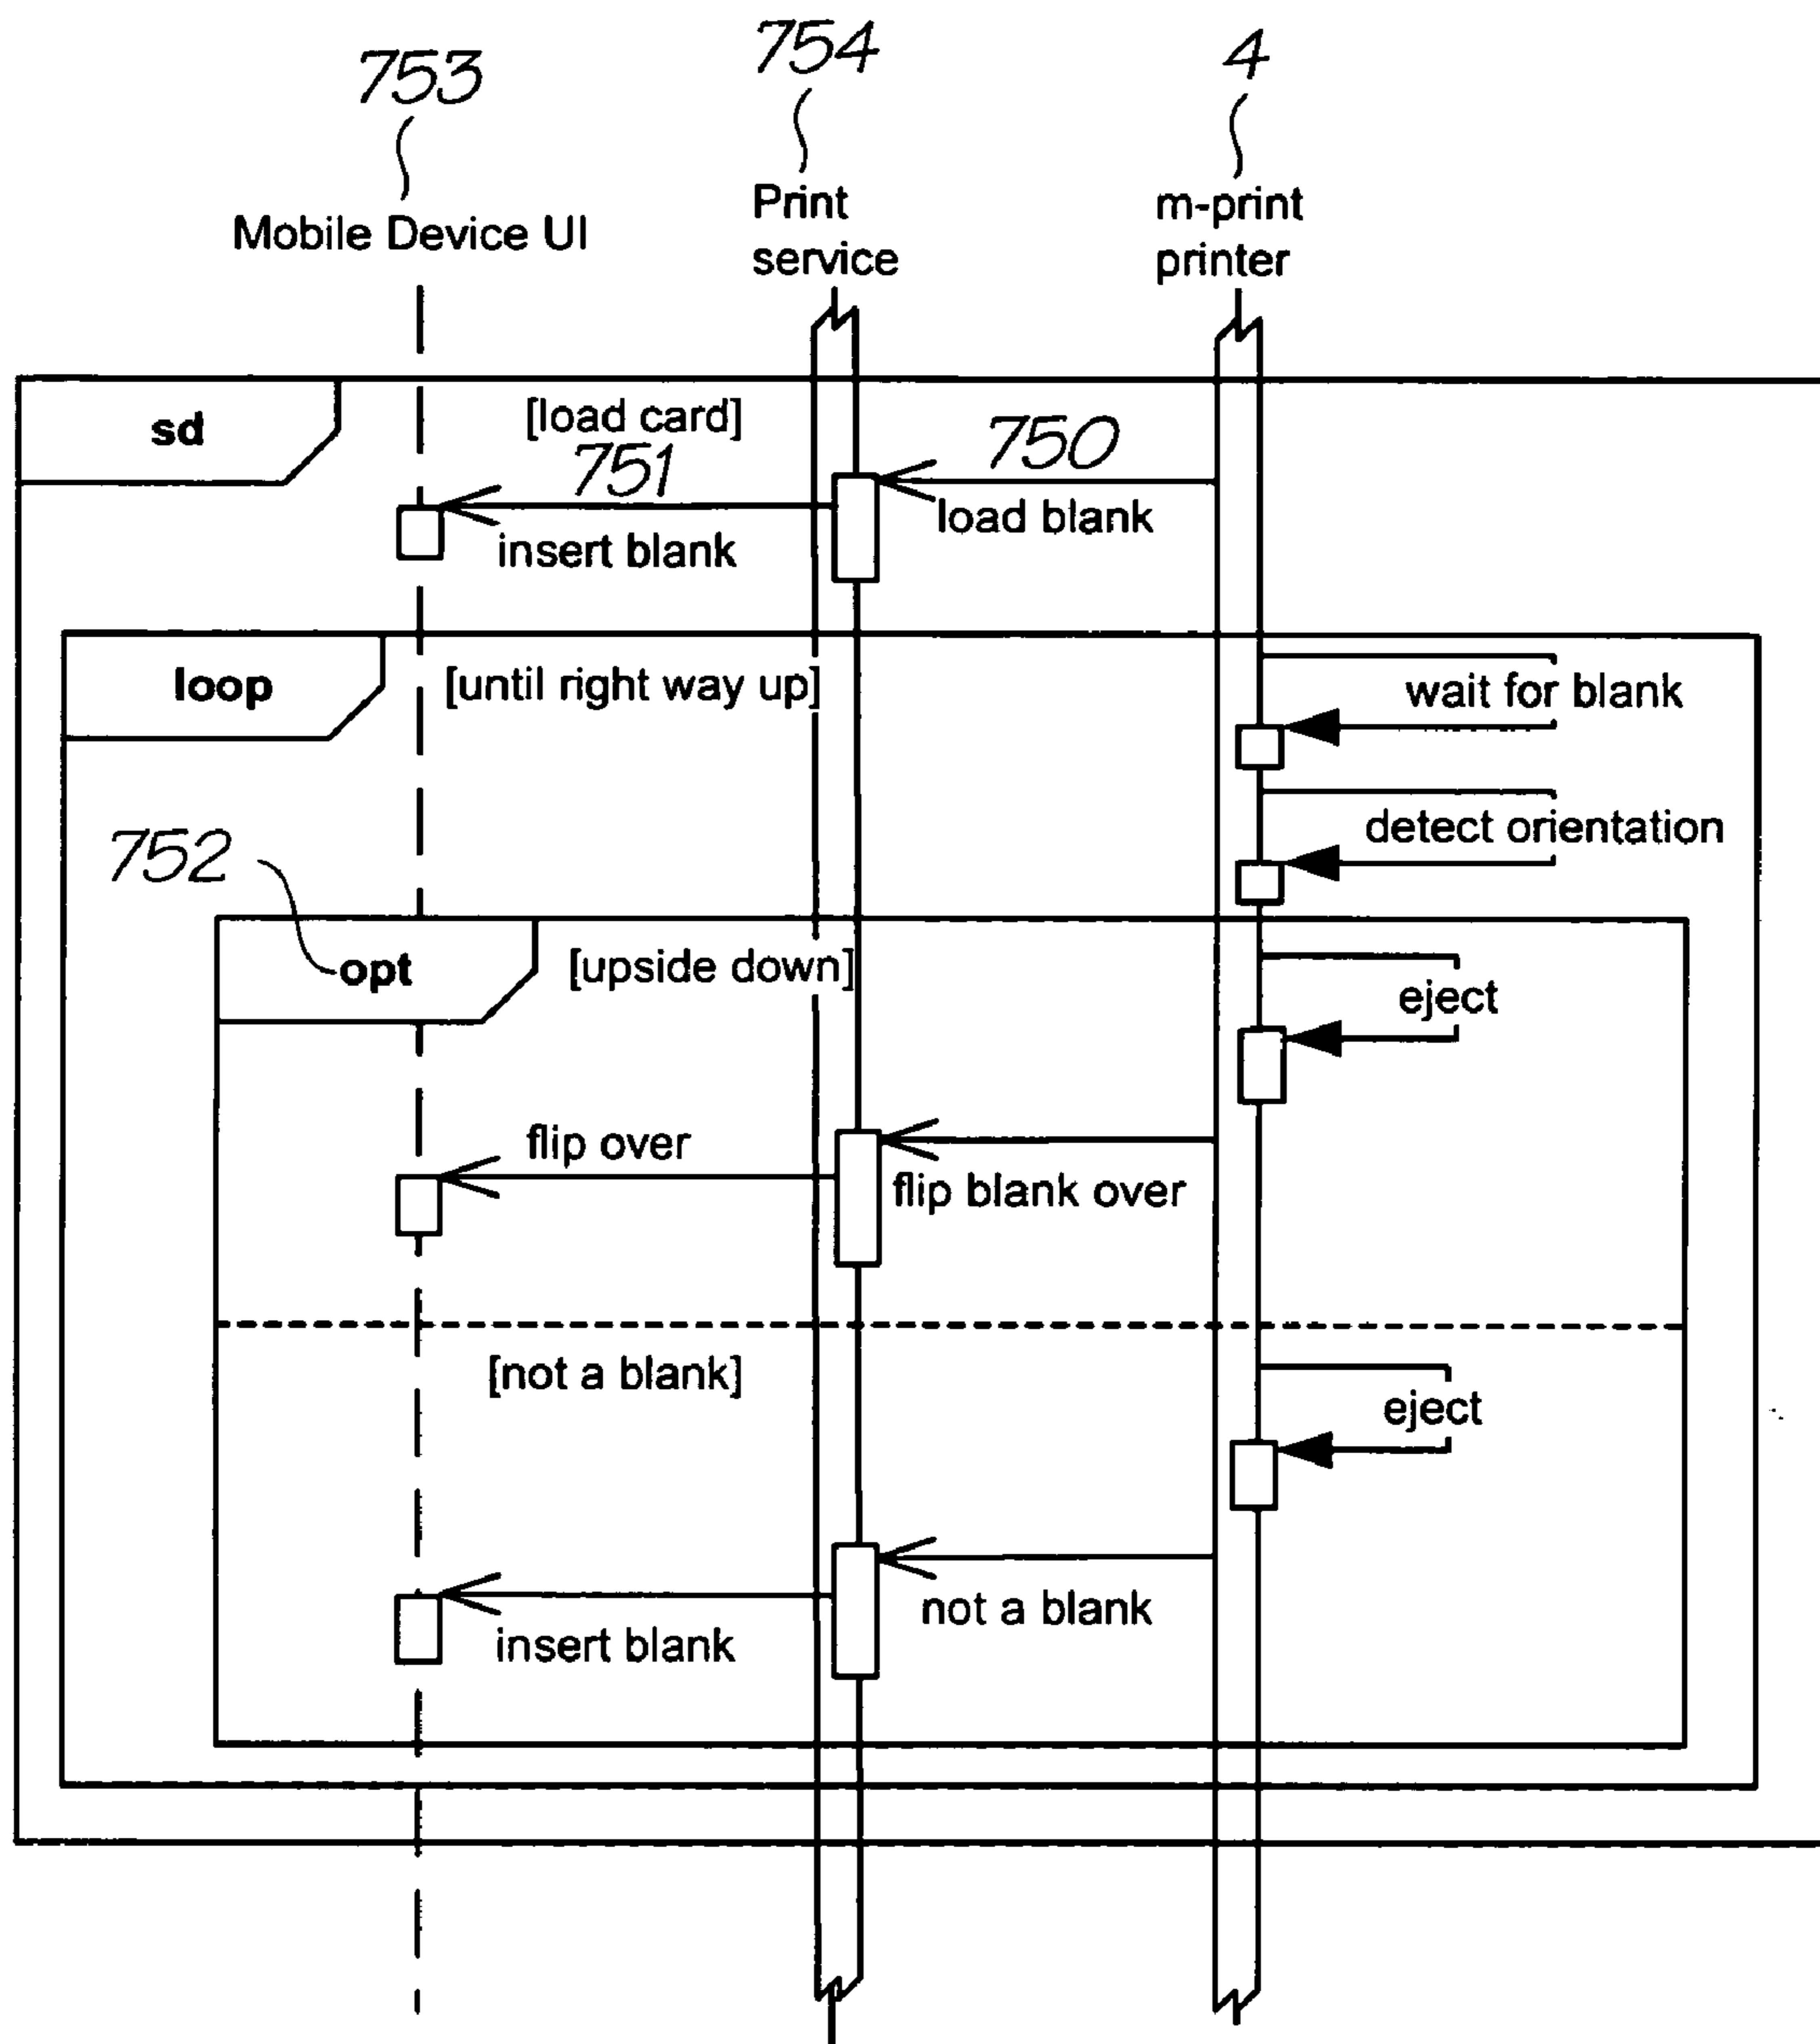 753
754
4
Mobile Device UI
Print
service
m-print
printer
sd
[load card]
751
750
insert blank
load blank
loop
[until right way up]
wait for blank
detect orientation
752
opt
[upside down]
eject
flip over
flip blank over
[not a blank]
eject
not a blank
insert blank